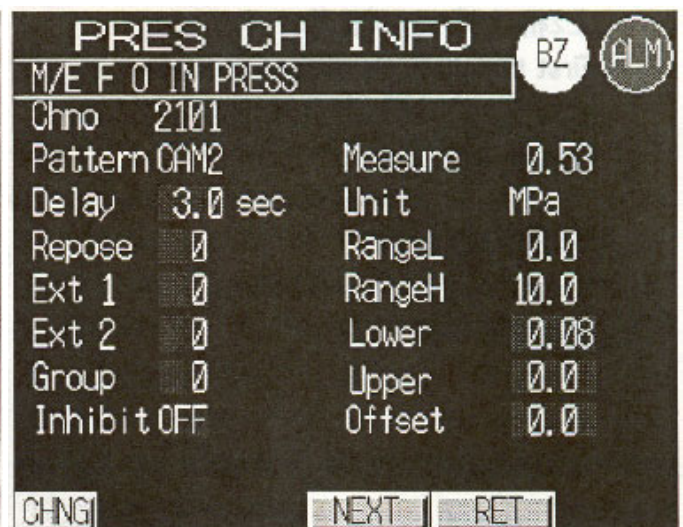 PRES CH INFO BZ ALM
M/E F O IN PRESS
Chno 2101
Pattern OAM2 Measure 0.53
Delay 3.0 sec Unit MPa
Repose 0 RangeL 0.0
Ext 1 0 RangeH 10.0
Ext 2 0 Lower 0.08
Group 0 Upper 0.0
Inhibit OFF Offset 0.0
CHNG NEXT RET